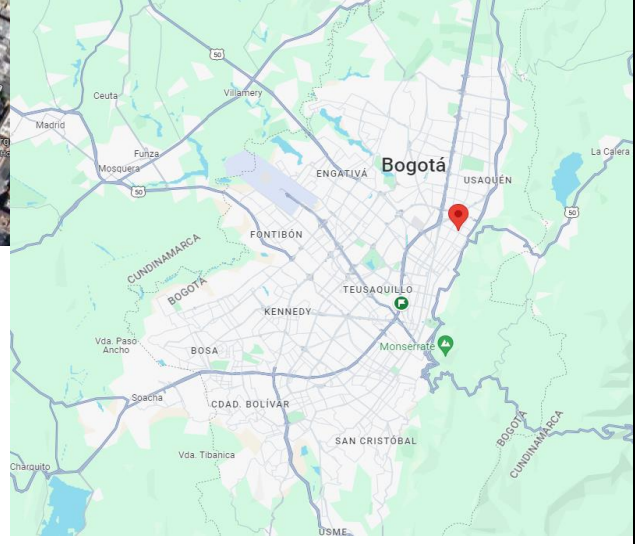 50
Ceuta
Villamery
Madrid
Funza
Mosquera
Bogotá
La Calera
ENGATIVÁ
USAQUÉN
50
50
FONTIBÓN
CUNDINAMARCA
BOGOTÁ
TEUSAQUILLO
KENNEDY
Vda. Paso
Ancho
BOSA
Monserrate
Soacha
CDAD. BOLÍVAR
BOGOTÁ
CUNDINAMARCA
SAN CRISTÓBAL
Vda. Tibanica
Charquito
USME